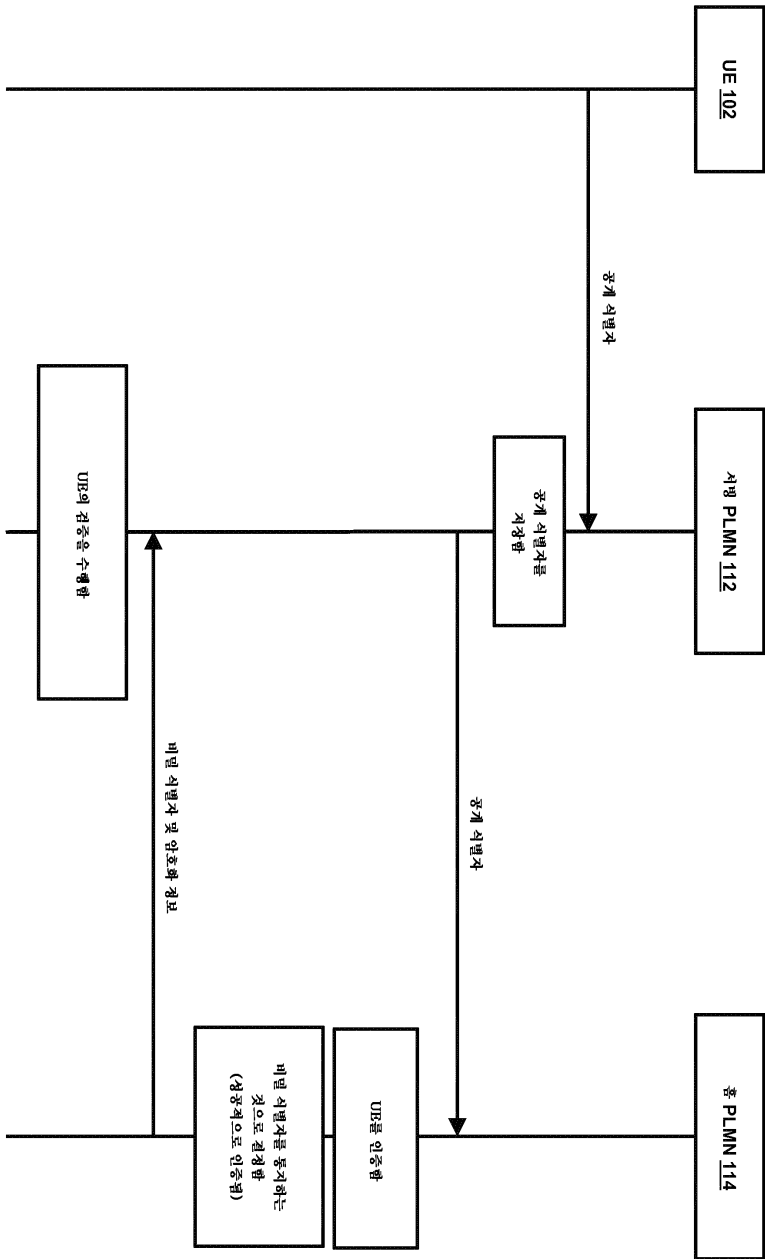 UE 102
서빙 PLMN 112
홈 PLMN 114
공개 식별자
공개 식별자를
저장함
공개 식별자
UE를 인증함
비밀 식별자를 통지하는
것으로 결정함
(성공적으로 인증됨)
비밀 식별자 및 암호화 정보
UE의 검증을 수행함